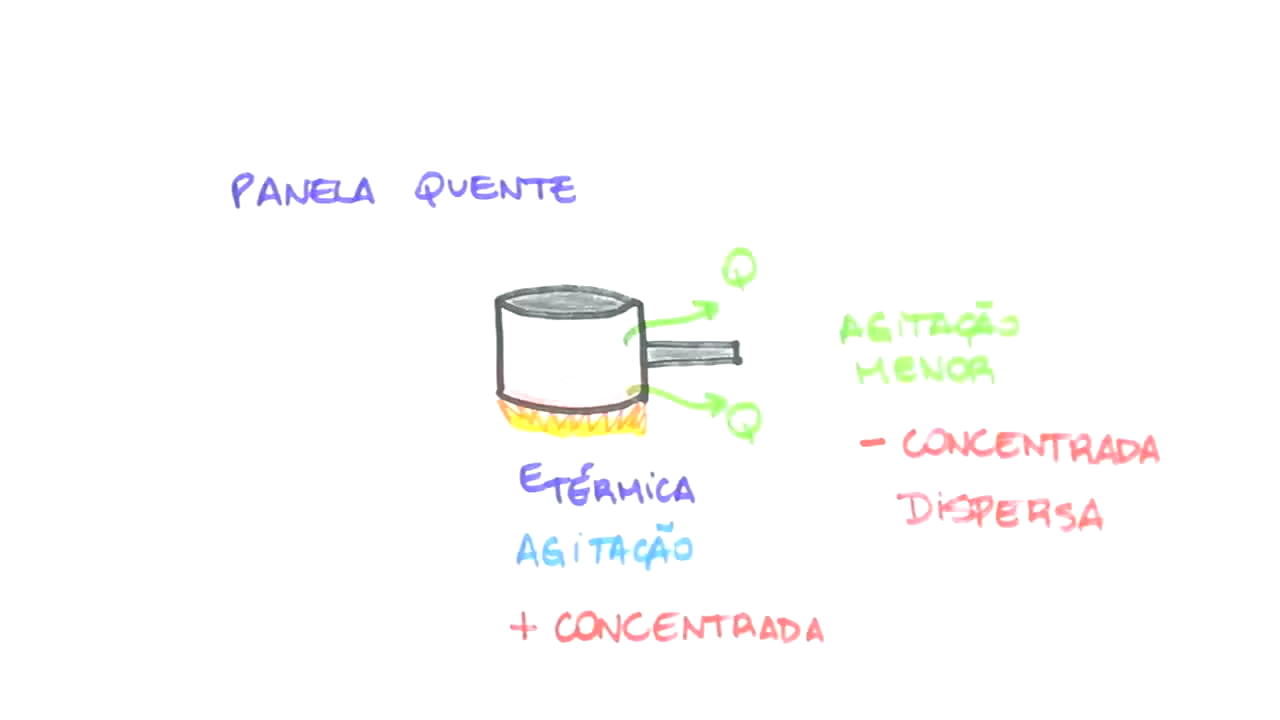 PANELA QUENTE
Q
AGITAÇÃO
MENOR
Q
- CONCENTRADA
DISPERSA
ETÉRMICA
AGITAÇÃO
+ CONCENTRADA